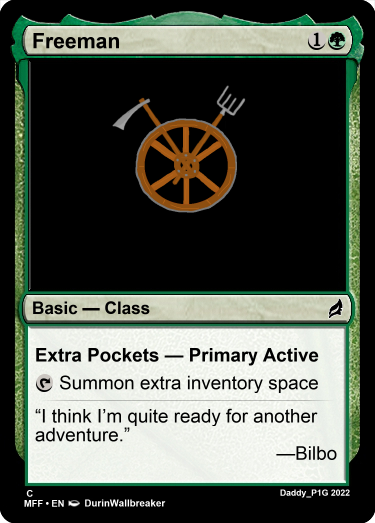 Freeman 1
Basic — Class
Extra Pockets — Primary Active
Summon extra inventory space
“I think I’m quite ready for another
adventure.”
—Bilbo
C
MFF • EN DurinWallbreaker
Daddy_P1G 2022